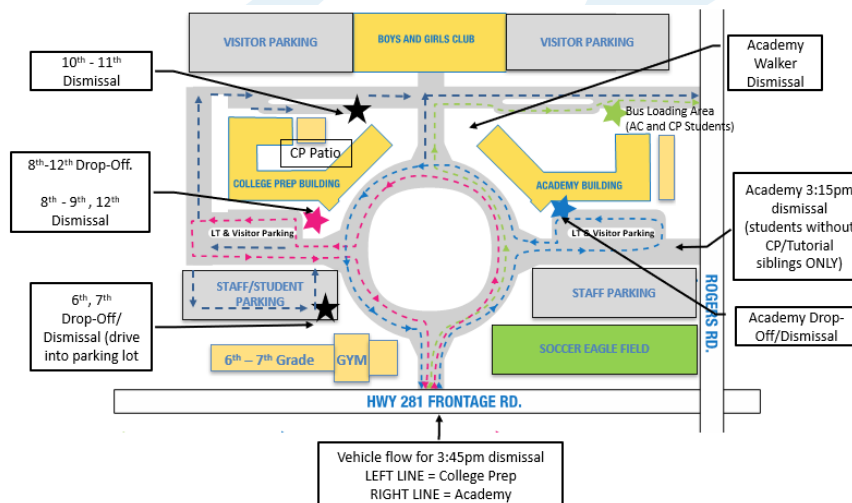 VISITOR PARKING
BOYS AND GIRLS CLUB
VISITOR PARKING
10th - 11th
Dismissal
Academy
Walker
Dismissal
Bus Loading Area
(AC and CP Students)
CP Patio
COLLEGE PREP BUILDING
ACADEMY BUILDING
8th-12th Drop-Off.
8th - 9th , 12th
Dismissal
LT & Visitor Parking
LT & Visitor Parking
Academy 3:15pm
dismissal
(students without
CP/Tutorial
siblings ONLY)
STAFF/STUDENT
PARKING
STAFF PARKING
ROGERS RD.
6th, 7th
Drop-Off/
Dismissal (drive
into parking lot
Academy Drop-
Off/Dismissal
6th – 7th Grade
GYM
SOCCER EAGLE FIELD
HWY 281 FRONTAGE RD.
Vehicle flow for 3:45pm dismissal
LEFT LINE = College Prep
RIGHT LINE = Academy